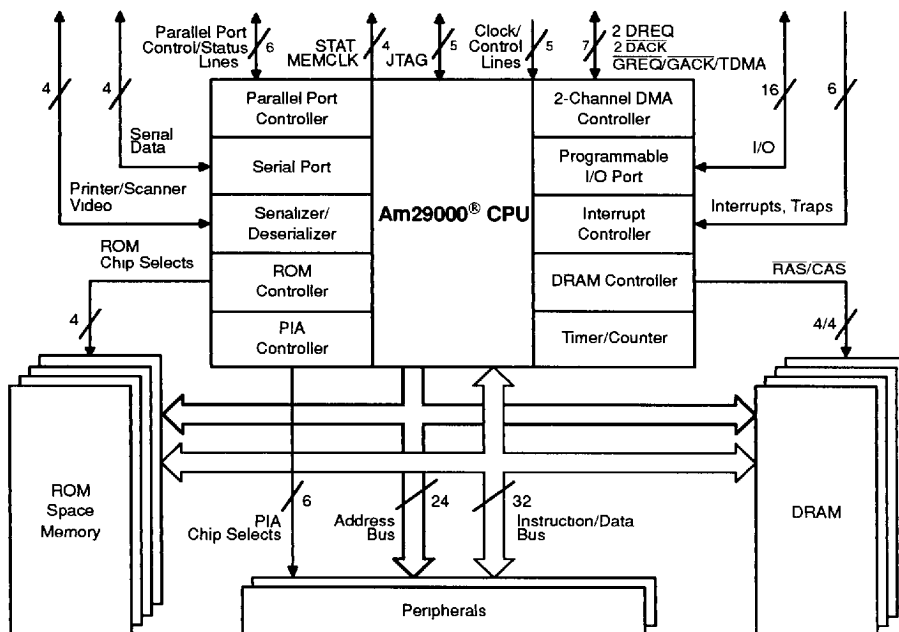 Parallel Port
Control/Status
Lines
6
STAT
MEMCLK
4
JTAG
5
Clock/
Control
Lines
5
7
2 DREQ
2 DACK
GREQ/GACK/TDMA
4
4
16
6
Serial
Data
I/O
Printer/Scanner
Video
Interrupts, Traps
ROM
Chip Selects
RAS/CAS
4
4/4
Parallel Port
Controller
Serial Port
Serializer/
Deserializer
ROM
Controller
PIA
Controller
Am29000® CPU
2-Channel DMA
Controller
Programmable
I/O Port
Interrupt
Controller
DRAM Controller
Timer/Counter
ROM
Space
Memory
6
PIA
Chip Selects
24
Address
Bus
32
Instruction/Data
Bus
DRAM
Peripherals